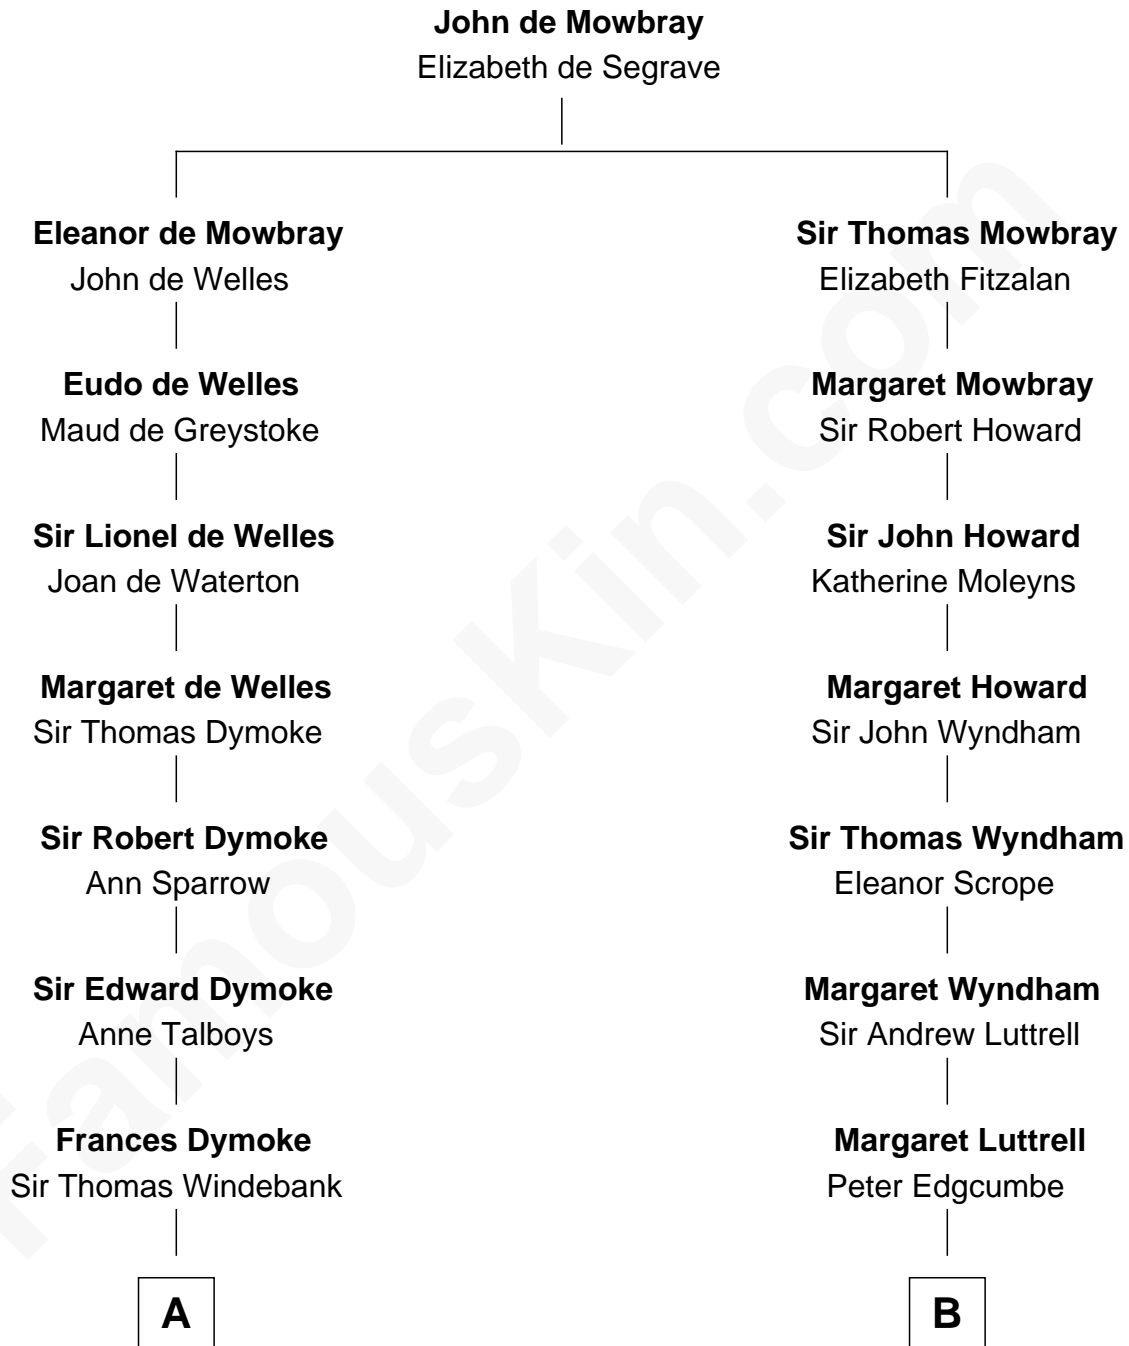 John de Mowbray
Elizabeth de Segrave
Eleanor de Mowbray
John de Welles
Sir Thomas Mowbray
Elizabeth Fitzalan
Eudo de Welles
Maud de Greystoke
Margaret Mowbray
Sir Robert Howard
Sir Lionel de Welles
Joan de Waterton
Sir John Howard
Katherine Moleyns
Margaret de Welles
Sir Thomas Dymoke
Margaret Howard
Sir John Wyndham
Sir Robert Dymoke
Ann Sparrow
Sir Thomas Wyndham
Eleanor Scrope
Sir Edward Dymoke
Anne Talboys
Margaret Wyndham
Sir Andrew Luttrell
Frances Dymoke
Sir Thomas Windebank
Margaret Luttrell
Peter Edgcumbe
A
B
FamousKin.com